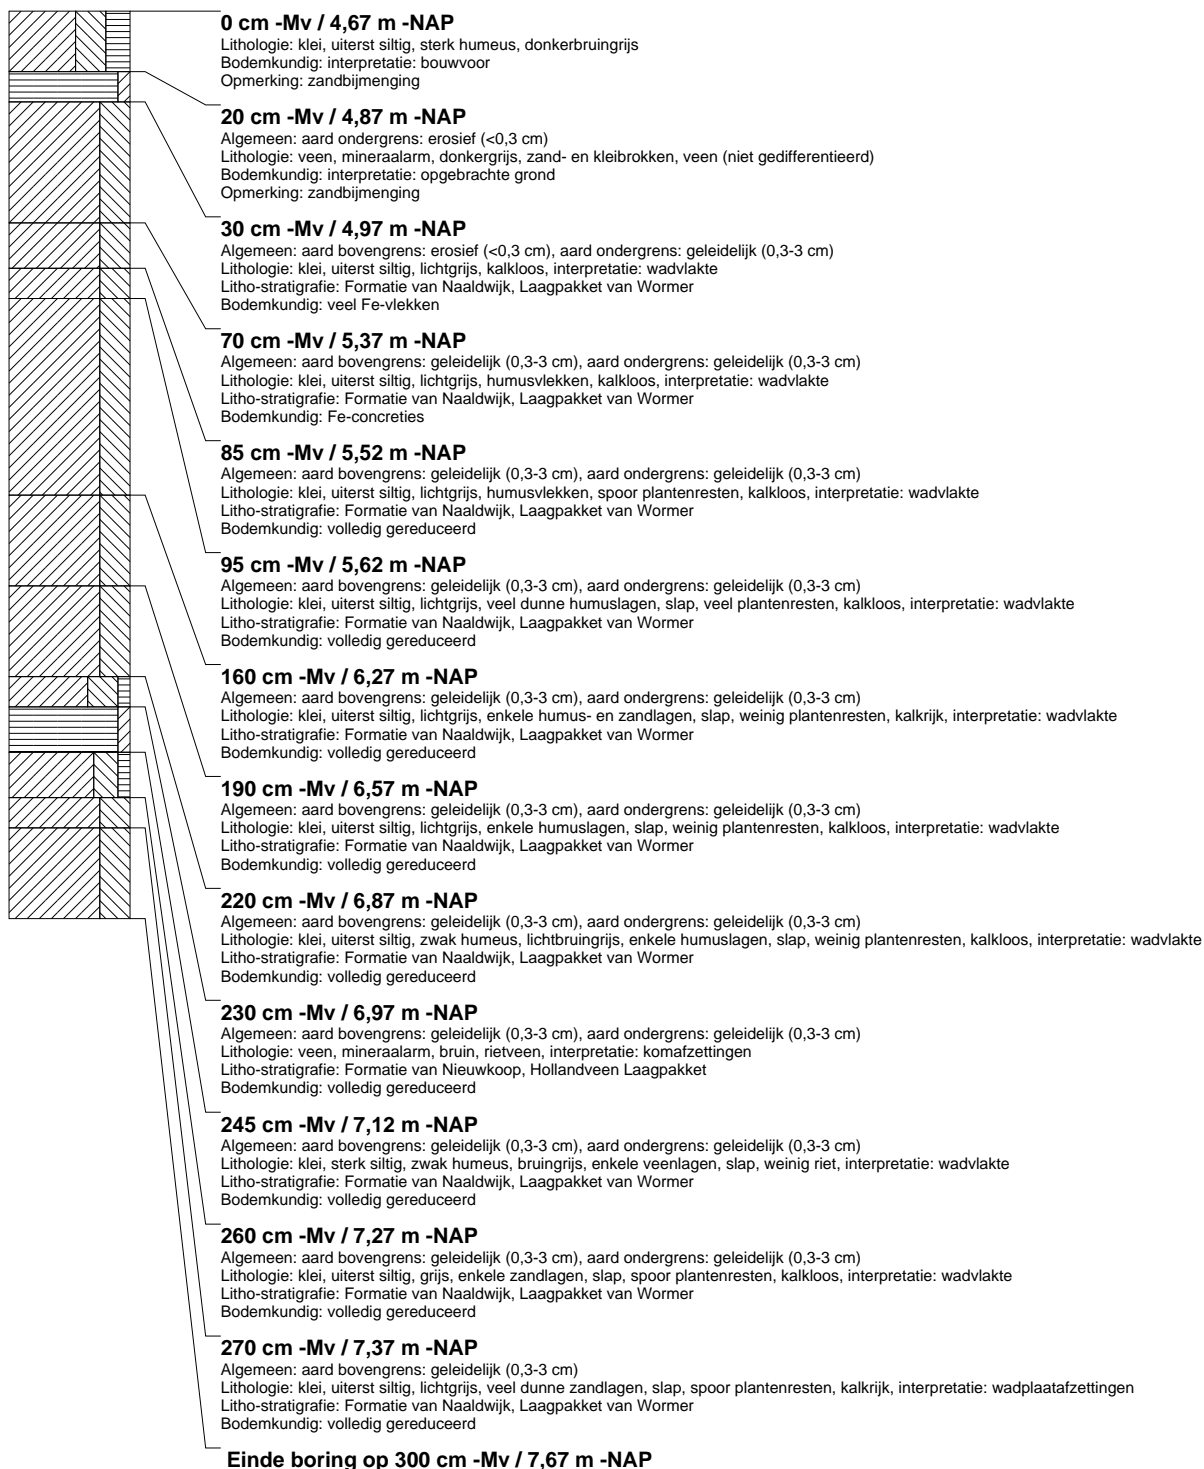 0 cm -Mv / 4,67 m -NAP
Lithologie: klei, uiterst siltig, sterk humeus, donkerbruingrijs
Bodemkundig: interpretatie: bouwvoor
Opmerking: zandbijmenging
20 cm -Mv / 4,87 m -NAP
Algemeen: aard ondergrens: erosief (<0,3 cm)
Lithologie: veen, mineraalarm, donkergrijs, zand- en kleibrokken, veen (niet gedifferentieerd)
Bodemkundig: interpretatie: opgebrachte grond
Opmerking: zandbijmenging
30 cm -Mv / 4,97 m -NAP
Algemeen: aard bovengrens: erosief (<0,3 cm), aard ondergrens: geleidelijk (0,3-3 cm)
Lithologie: klei, uiterst siltig, lichtgrijs, kalkloos, interpretatie: wadvlakte
Litho-stratigrafie: Formatie van Naaldwijk, Laagpakket van Wormer
Bodemkundig: veel Fe-vlekken
70 cm -Mv / 5,37 m -NAP
Algemeen: aard bovengrens: geleidelijk (0,3-3 cm), aard ondergrens: geleidelijk (0,3-3 cm)
Lithologie: klei, uiterst siltig, lichtgrijs, humusvlekken, kalkloos, interpretatie: wadvlakte
Litho-stratigrafie: Formatie van Naaldwijk, Laagpakket van Wormer
Bodemkundig: Fe-concreties
85 cm -Mv / 5,52 m -NAP
Algemeen: aard bovengrens: geleidelijk (0,3-3 cm), aard ondergrens: geleidelijk (0,3-3 cm)
Lithologie: klei, uiterst siltig, lichtgrijs, humusvlekken, spoor plantenresten, kalkloos, interpretatie: wadvlakte
Litho-stratigrafie: Formatie van Naaldwijk, Laagpakket van Wormer
Bodemkundig: volledig gereduceerd
95 cm -Mv / 5,62 m -NAP
Algemeen: aard bovengrens: geleidelijk (0,3-3 cm), aard ondergrens: geleidelijk (0,3-3 cm)
Lithologie: klei, uiterst siltig, lichtgrijs, veel dunne humuslagen, slap, veel plantenresten, kalkloos, interpretatie: wadvlakte
Litho-stratigrafie: Formatie van Naaldwijk, Laagpakket van Wormer
Bodemkundig: volledig gereduceerd
160 cm -Mv / 6,27 m -NAP
Algemeen: aard bovengrens: geleidelijk (0,3-3 cm), aard ondergrens: geleidelijk (0,3-3 cm)
Lithologie: klei, uiterst siltig, lichtgrijs, enkele humus- en zandlagen, slap, weinig plantenresten, kalkrijk, interpretatie: wadvlakte
Litho-stratigrafie: Formatie van Naaldwijk, Laagpakket van Wormer
Bodemkundig: volledig gereduceerd
190 cm -Mv / 6,57 m -NAP
Algemeen: aard bovengrens: geleidelijk (0,3-3 cm), aard ondergrens: geleidelijk (0,3-3 cm)
Lithologie: klei, uiterst siltig, lichtgrijs, enkele humuslagen, slap, weinig plantenresten, kalkloos, interpretatie: wadvlakte
Litho-stratigrafie: Formatie van Naaldwijk, Laagpakket van Wormer
Bodemkundig: volledig gereduceerd
220 cm -Mv / 6,87 m -NAP
Algemeen: aard bovengrens: geleidelijk (0,3-3 cm), aard ondergrens: geleidelijk (0,3-3 cm)
Lithologie: klei, uiterst siltig, zwak humeus, lichtbruingrijs, enkele humuslagen, slap, weinig plantenresten, kalkloos, interpretatie: wadvlakte
Litho-stratigrafie: Formatie van Naaldwijk, Laagpakket van Wormer
Bodemkundig: volledig gereduceerd
230 cm -Mv / 6,97 m -NAP
Algemeen: aard bovengrens: geleidelijk (0,3-3 cm), aard ondergrens: geleidelijk (0,3-3 cm)
Lithologie: veen, mineraalarm, bruin, rietveen, interpretatie: komafzettingen
Litho-stratigrafie: Formatie van Nieuwkoop, Hollandveen Laagpakket
Bodemkundig: volledig gereduceerd
245 cm -Mv / 7,12 m -NAP
Algemeen: aard bovengrens: geleidelijk (0,3-3 cm), aard ondergrens: geleidelijk (0,3-3 cm)
Lithologie: klei, sterk siltig, zwak humeus, bruingrijs, enkele veenlagen, slap, weinig riet, interpretatie: wadvlakte
Litho-stratigrafie: Formatie van Naaldwijk, Laagpakket van Wormer
Bodemkundig: volledig gereduceerd
260 cm -Mv / 7,27 m -NAP
Algemeen: aard bovengrens: geleidelijk (0,3-3 cm), aard ondergrens: geleidelijk (0,3-3 cm)
Lithologie: klei, uiterst siltig, grijs, enkele zandlagen, slap, spoor plantenresten, kalkloos, interpretatie: wadvlakte
Litho-stratigrafie: Formatie van Naaldwijk, Laagpakket van Wormer
Bodemkundig: volledig gereduceerd
270 cm -Mv / 7,37 m -NAP
Algemeen: aard bovengrens: geleidelijk (0,3-3 cm)
Lithologie: klei, uiterst siltig, lichtgrijs, veel dunne zandlagen, slap, spoor plantenresten, kalkrijk, interpretatie: wadplaatafzettingen
Litho-stratigrafie: Formatie van Naaldwijk, Laagpakket van Wormer
Bodemkundig: volledig gereduceerd
Einde boring op 300 cm -Mv / 7,67 m -NAP